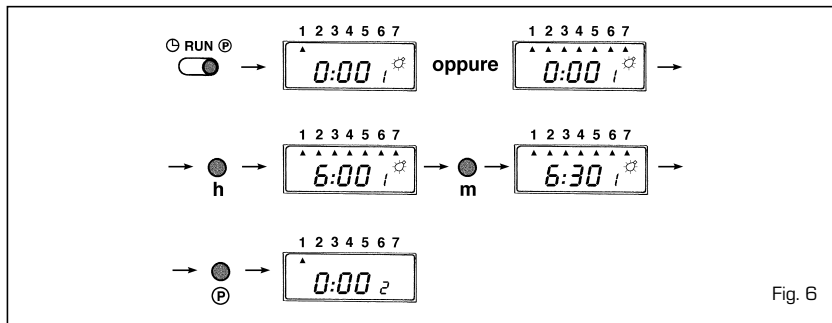 RUN Ⓟ
1 2 3 4 5 6 7
0:00 1
oppure
1 2 3 4 5 6 7
0:00 1
h
1 2 3 4 5 6 7
6:00 1
m
1 2 3 4 5 6 7
6:30 1
Ⓟ
1 2 3 4 5 6 7
0:00 2
Fig. 6